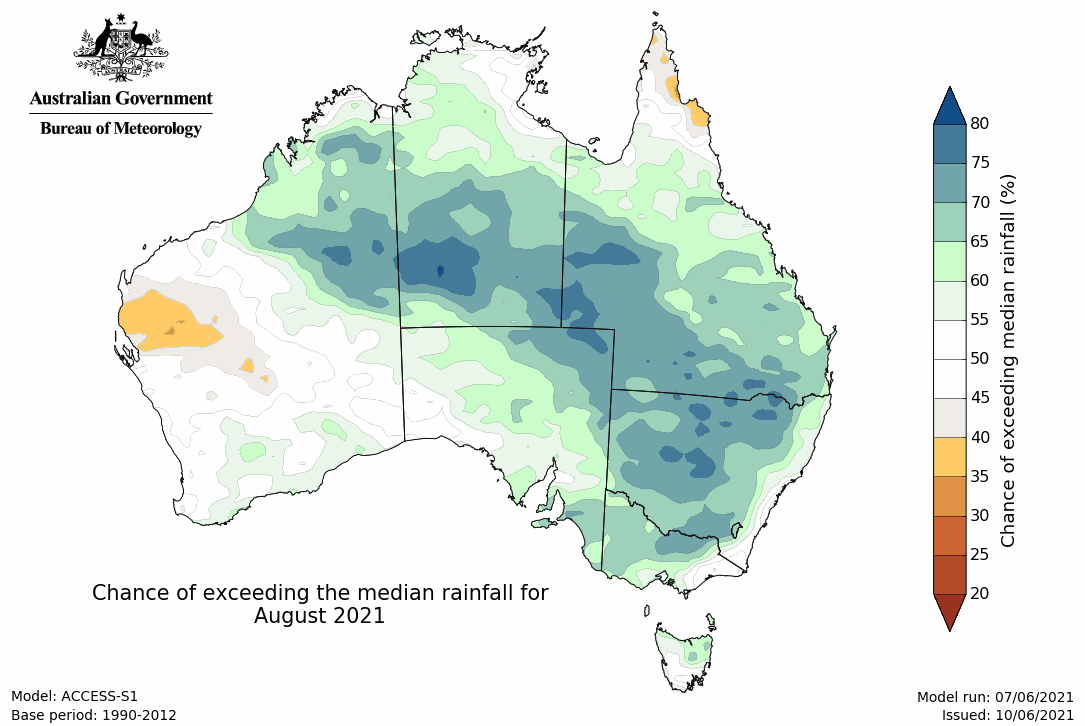 Australian Government
Bureau of Meteorology
80
75
70
65
60
55
50
45
40
35
30
25
20
Chance of exceeding median rainfall (%)
Chance of exceeding the median rainfall for
August 2021
Model: ACCESS-S1
Base period: 1990-2012
Model run: 07/06/2021
Issued: 10/06/2021